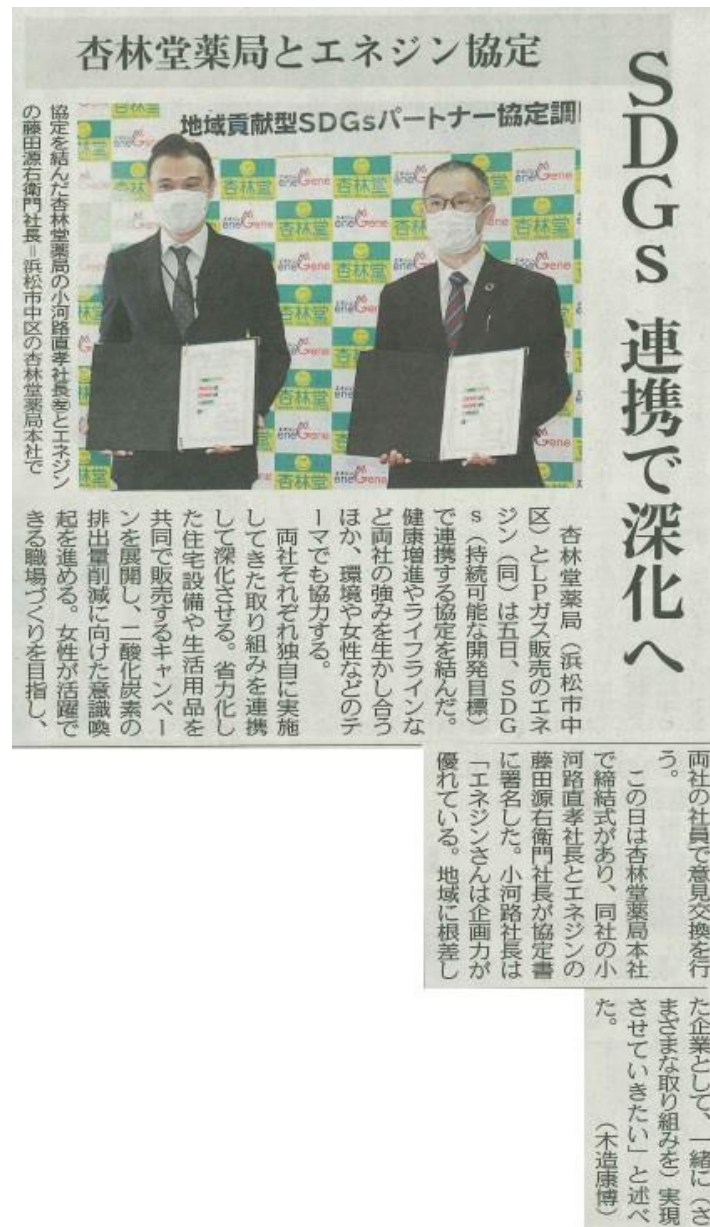 SDGs 連携で深化へ
杏林堂薬局とエネジン協定
地域貢献型SDGsパートナー協定調
杏林堂
eneGene
協定を結んだ杏林堂薬局の小河路直孝社長㊧とエネジン
の藤田源右衛門社長＝浜松市中区の杏林堂薬局本社で
杏林堂薬局（浜松市中
区）とLPガス販売のエネ
ジン（同）は五日、SDG
s（持続可能な開発目標）
で連携する協定を結んだ。
健康増進やライフラインな
ど両社の強みを生かし合う
ほか、環境や女性などのテ
ーマでも協力する。
両社それぞれ独自に実施
してきた取り組みを連携
して深化させる。省力化し
た住宅設備や生活用品を
共同で販売するキャンペー
ンを展開し、二酸化炭素の
排出量削減に向けた意識喚
起を進める。女性が活躍で
きる職場づくりを目指し、
両社の社員で意見交換を行
う。
この日は杏林堂薬局本社
で締結式があり、同社の小
河路直孝社長とエネジンの
藤田源右衛門社長が協定書
に署名した。小河路社長は
「エネジンさんは企画力が
優れている。地域に根差し
た企業として、一緒に（さ
まざまな取り組みを）実現
させていきたい」と述べ
た。（木造康博）